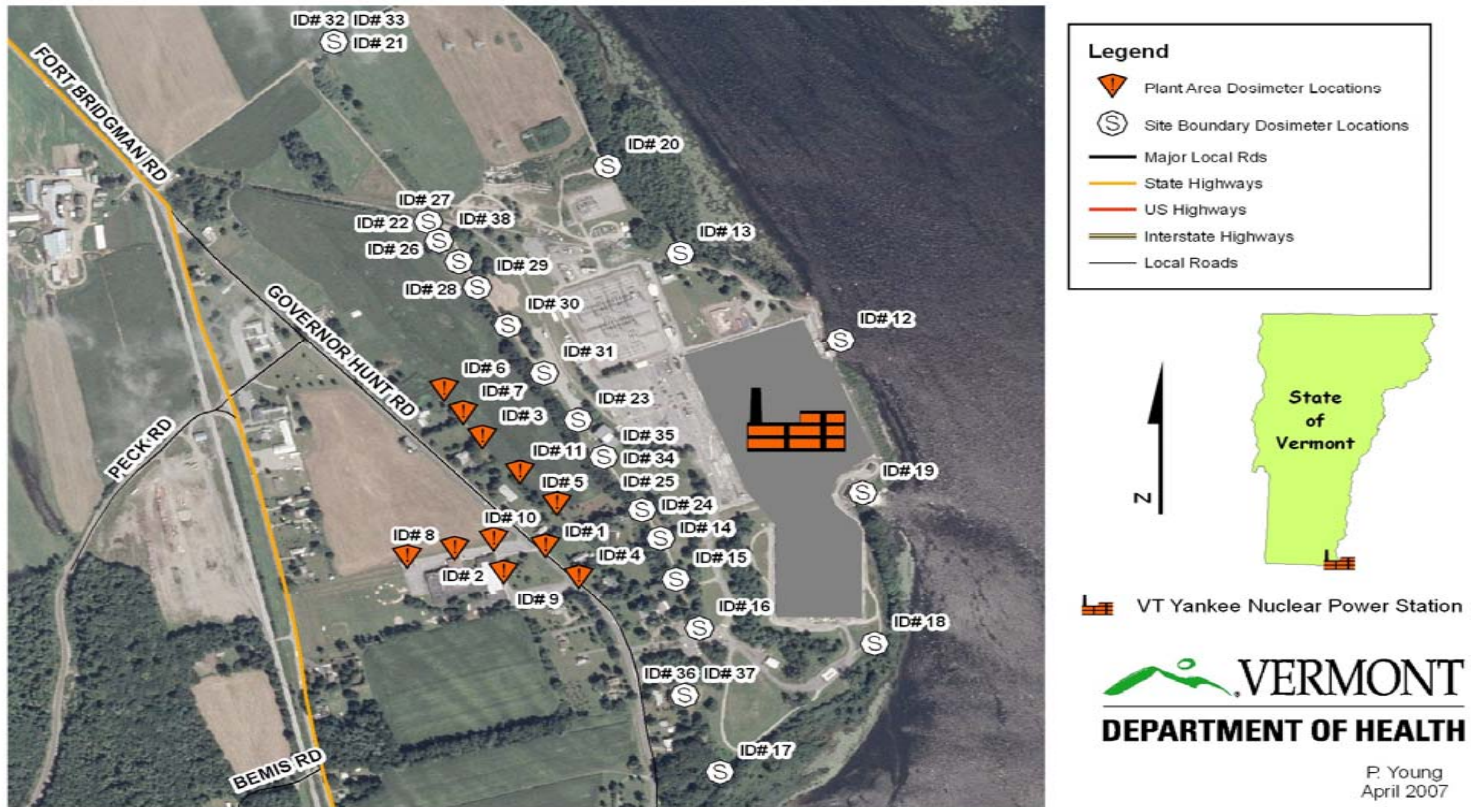 ID# 32 ID# 33
ID# 21
FORT BRIDGMAN RD
ID# 20
ID# 27
ID# 22 ID# 38
ID# 26
ID# 13
ID# 29
ID# 28
GOVERNOR HUNT RD
ID# 30
ID# 12
ID# 31
ID# 6
ID# 7
ID# 3
ID# 23
PECK RD
ID# 35
ID# 11
ID# 34
ID# 5
ID# 25
ID# 19
ID# 24
ID# 10
ID# 1
ID# 14
ID# 8
ID# 4
ID# 15
ID# 2
ID# 9
ID# 16
ID# 18
ID# 36 ID# 37
ID# 17
BEMIS RD
Legend
Plant Area Dosimeter Locations
S Site Boundary Dosimeter Locations
Major Local Rds
State Highways
US Highways
Interstate Highways
Local Roads
N
State
of
Vermont
VT Yankee Nuclear Power Station
VERMONT
DEPARTMENT OF HEALTH
P. Young
April 2007